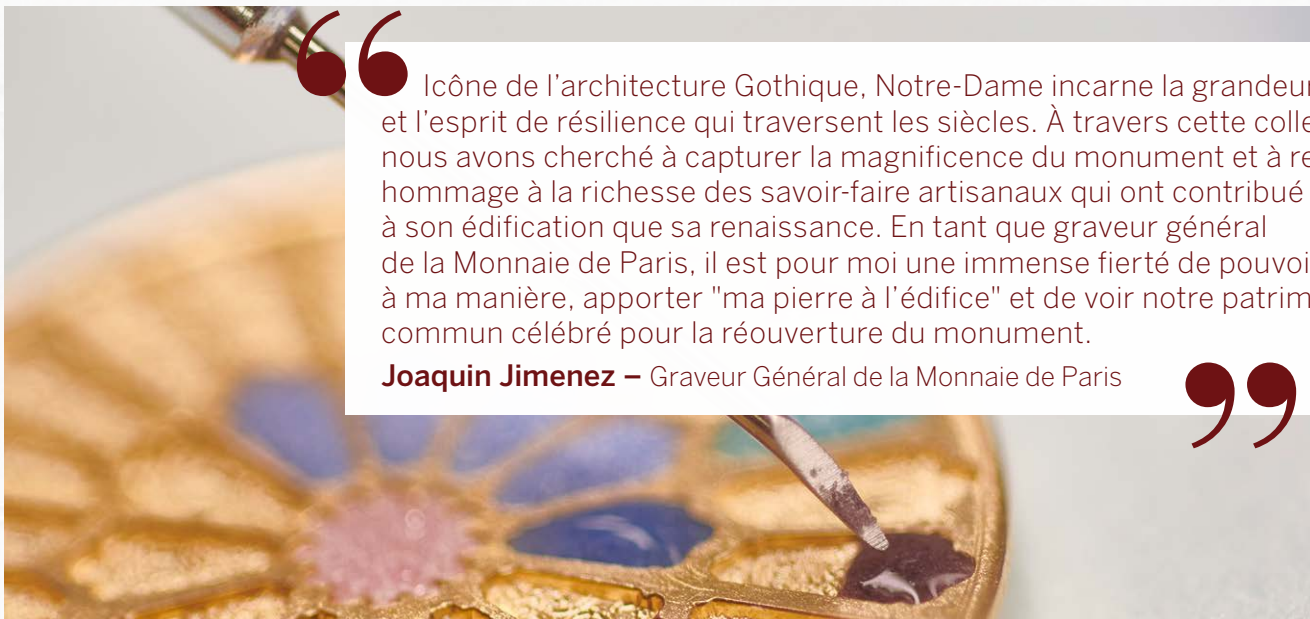 “ Icône de l’architecture Gothique, Notre-Dame incarne la grandeur
et l’esprit de résilience qui traversent les siècles. À travers cette colle
nous avons cherché à capturer la magnificence du monument et à re
hommage à la richesse des savoir-faire artisanaux qui ont contribué
à son édification que sa renaissance. En tant que graveur général
de la Monnaie de Paris, il est pour moi une immense fierté de pouvoi
à ma manière, apporter "ma pierre à l’édifice" et de voir notre patrim
commun célébré pour la réouverture du monument.
Joaquin Jimenez – Graveur Général de la Monnaie de Paris ”